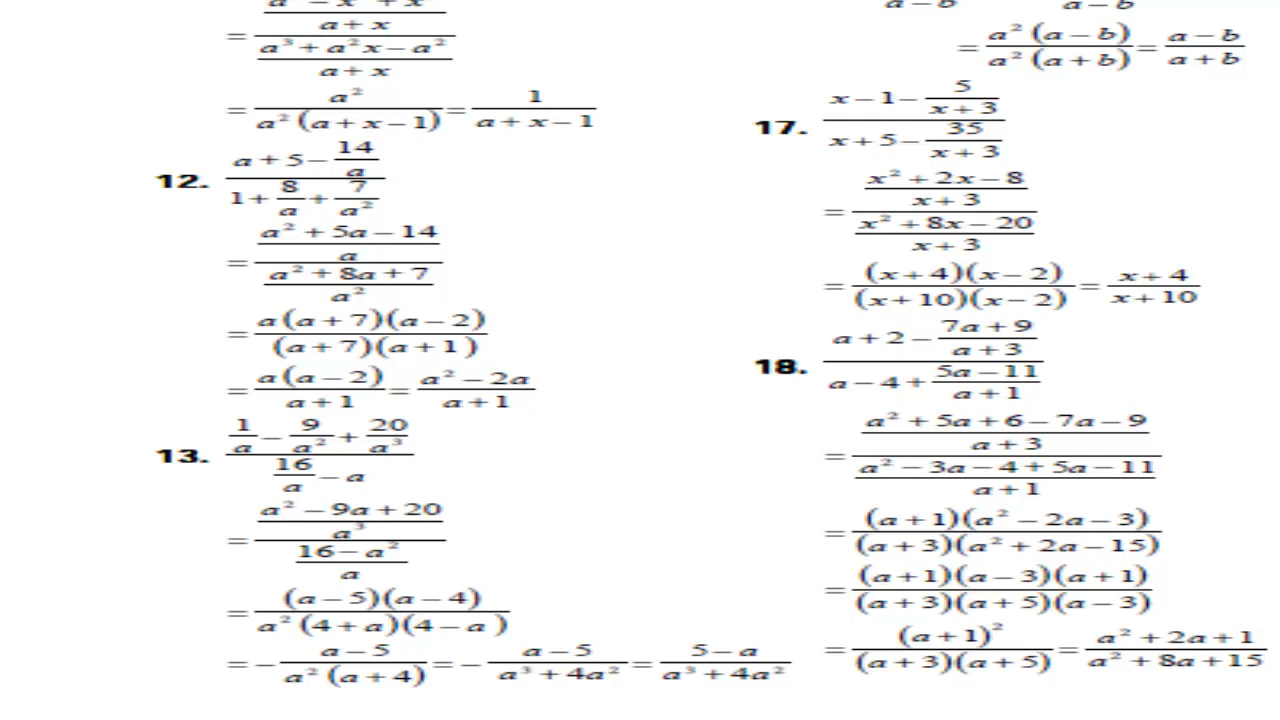 a² − x² + x²
a + x
= a³ + a²x − a²
a + x
= a² / a²(a + x − 1) = 1 / a + x − 1
12. a + 5 − 14/a
1 + 8/a + 7/a²
= a² + 5a − 14
a
a² + 8a + 7
a²
= a(a + 7)(a − 2) / (a + 7)(a + 1)
= a(a − 2) / a + 1 = a² − 2a / a + 1
13. 1/a − 9/a² + 20/a³
16/a − a
= a² − 9a + 20
a³
16 − a²
a
= (a − 5)(a − 4) / a²(4 + a)(4 − a)
= − a − 5 / a²(a + 4) = − a − 5 / a³ + 4a² = 5 − a / a³ + 4a²
a − b a − b
= a²(a − b) / a²(a + b) = a − b / a + b
17. x − 1 − 5/x + 3
x + 5 − 35/x + 3
= x² + 2x − 8
x + 3
x² + 8x − 20
x + 3
= (x + 4)(x − 2) / (x + 10)(x − 2) = x + 4 / x + 10
18. a + 2 − 7a + 9/a + 3
a − 4 + 5a − 11/a + 1
= a² + 5a + 6 − 7a − 9
a + 3
a² − 3a − 4 + 5a − 11
a + 1
= (a + 1)(a² − 2a − 3) / (a + 3)(a² + 2a − 15)
= (a + 1)(a − 3)(a + 1) / (a + 3)(a + 5)(a − 3)
= (a + 1)² / (a + 3)(a + 5) = a² + 2a + 1 / a² + 8a + 15